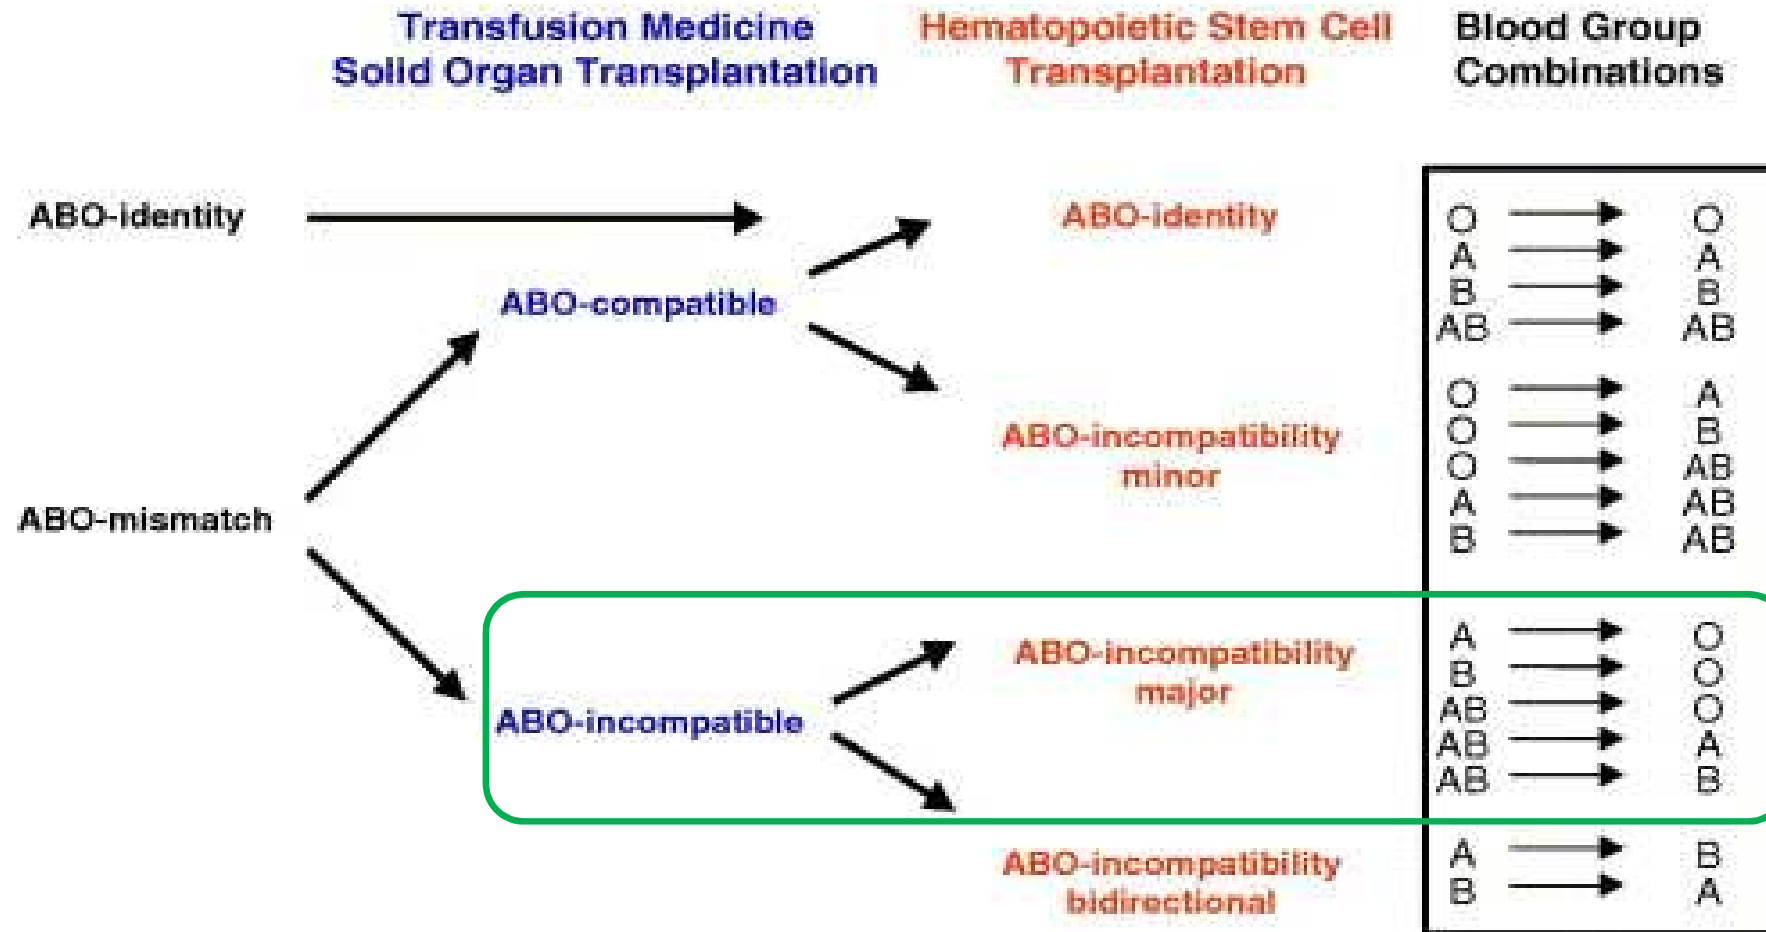 Transfusion Medicine
Solid Organ Transplantation
Hematopoietic Stem Cell
Transplantation
Blood Group
Combinations
ABO-identity
ABO-identity
O O
A A
B B
AB AB
ABO-compatible
O A
O B
O AB
A AB
B AB
ABO-incompatibility
minor
ABO-mismatch
A O
B O
AB O
AB A
AB B
ABO-incompatibility
major
ABO-incompatible
ABO-incompatibility
bidirectional
A B
B A